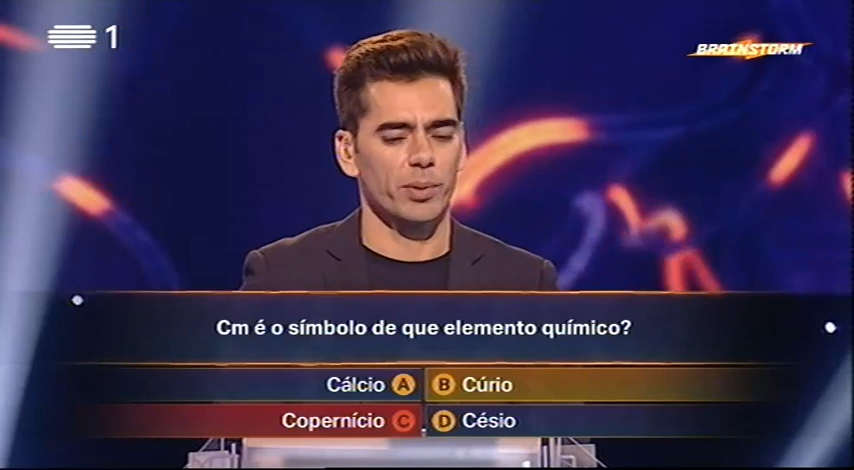 1
BRAINSTORM
Cm é o símbolo de que elemento químico?
Cálcio A
B Cúrio
Copernício C
D Césio